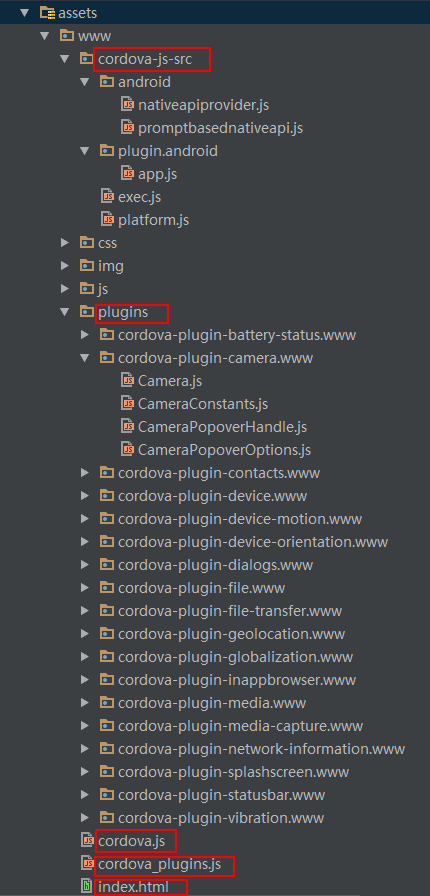 assets
www
cordova-js-src
android
nativeapiprovider.js
promptbasednativeapi.js
plugin.android
app.js
exec.js
platform.js
css
img
js
plugins
cordova-plugin-battery-status.www
cordova-plugin-camera.www
Camera.js
CameraConstants.js
CameraPopoverHandle.js
CameraPopoverOptions.js
cordova-plugin-contacts.www
cordova-plugin-device.www
cordova-plugin-device-motion.www
cordova-plugin-device-orientation.www
cordova-plugin-dialogs.www
cordova-plugin-file.www
cordova-plugin-file-transfer.www
cordova-plugin-geolocation.www
cordova-plugin-globalization.www
cordova-plugin-inappbrowser.www
cordova-plugin-media.www
cordova-plugin-media-capture.www
cordova-plugin-network-information.www
cordova-plugin-splashscreen.www
cordova-plugin-statusbar.www
cordova-plugin-vibration.www
cordova.js
cordova_plugins.js
index.html